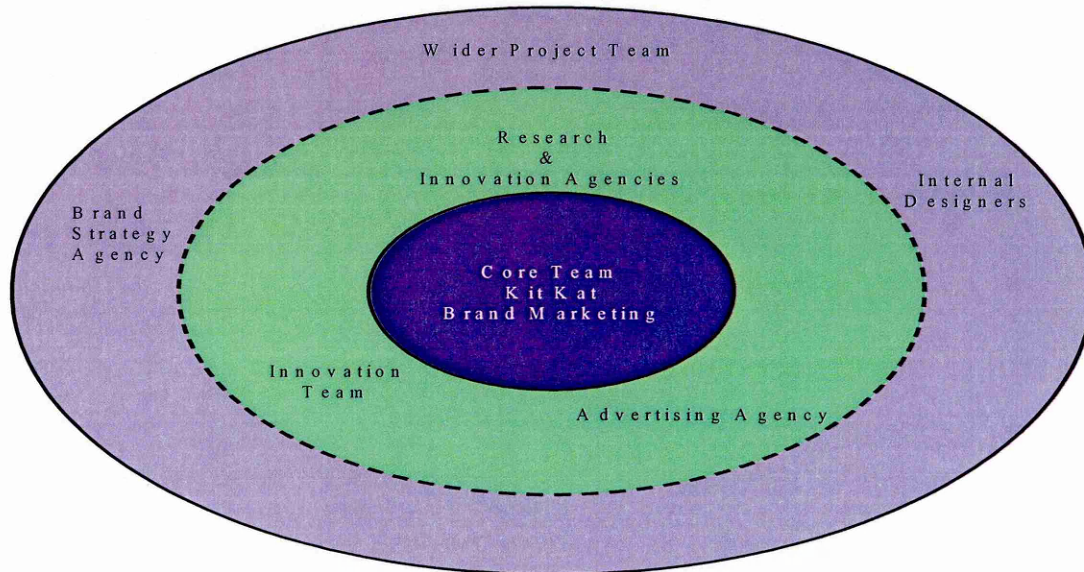 Wider Project Team
Research
&
Innovation Agencies
Internal
Designers
Brand
Strategy
Agency
Core Team
KitKat
Brand Marketing
Innovation
Team
Advertising Agency